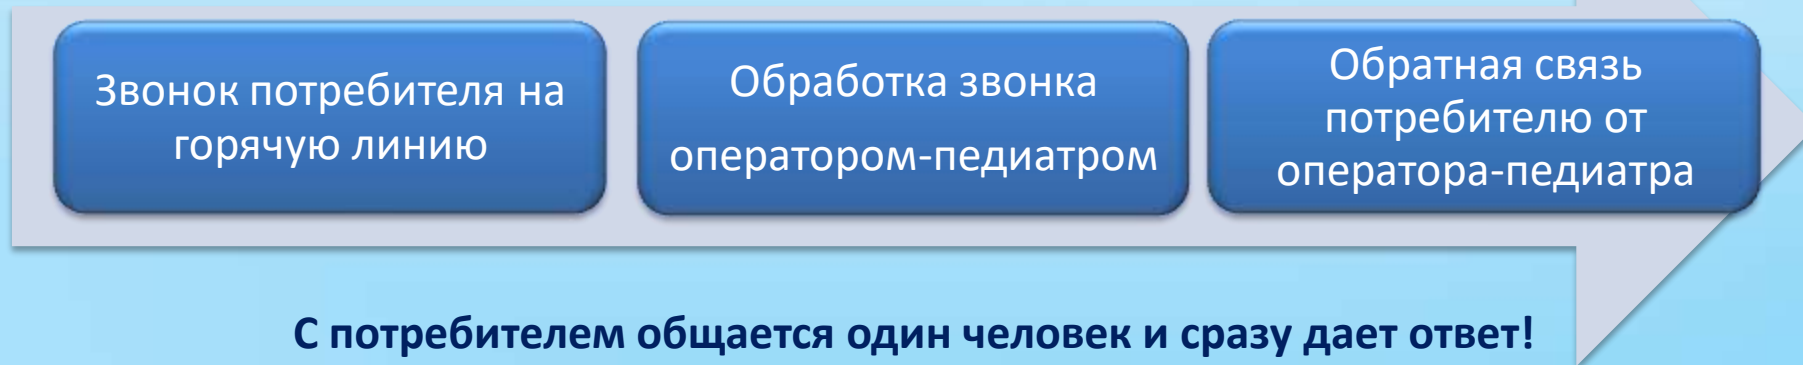 Звонок потребителя на
горячую линию
Обработка звонка
оператором-педиатром
Обратная связь
потребителю от
оператора-педиатра
С потребителем общается один человек и сразу дает ответ!